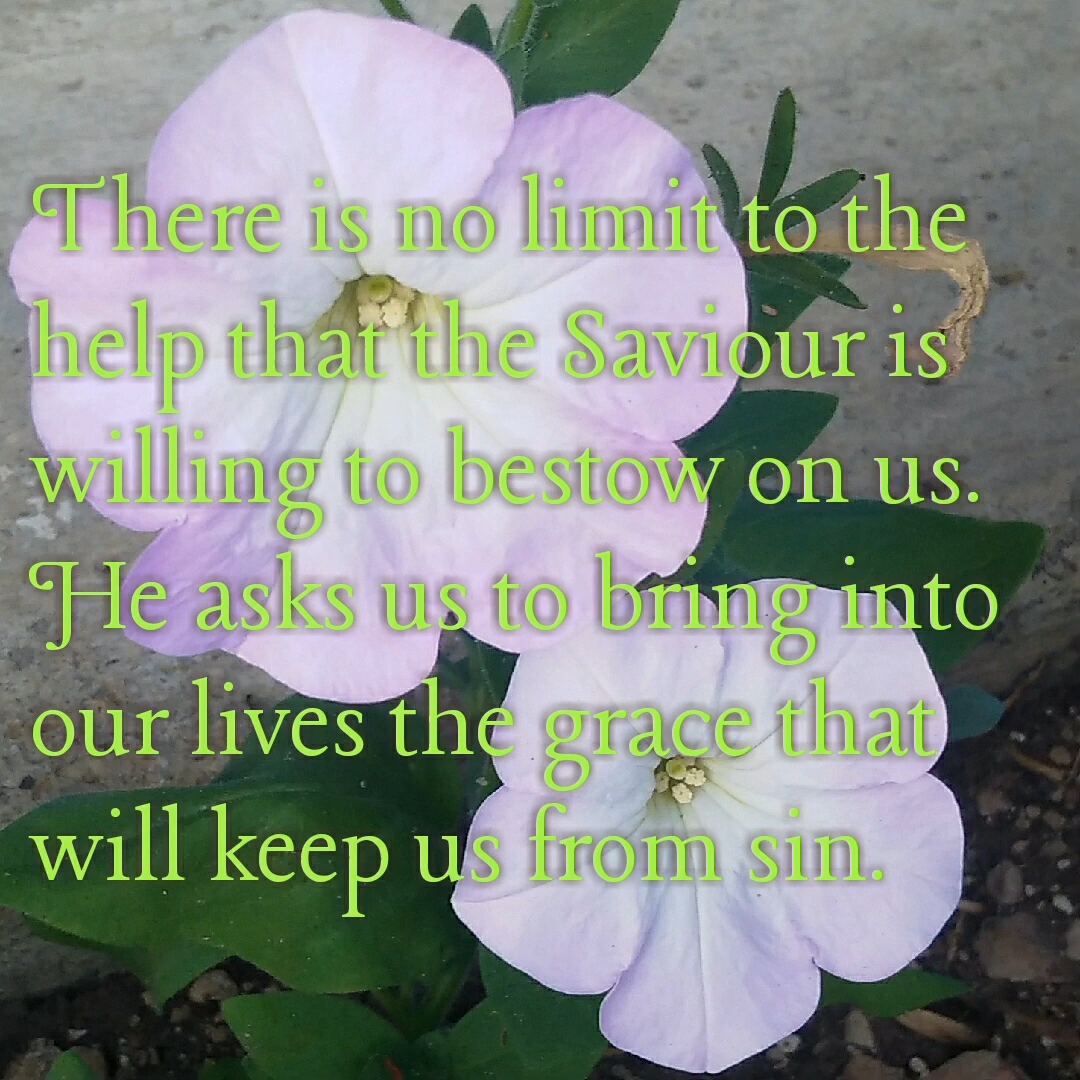 There is no limit to the
help that the Saviour is
willing to bestow on us.
He asks us to bring into
our lives the grace that
will keep us from sin.